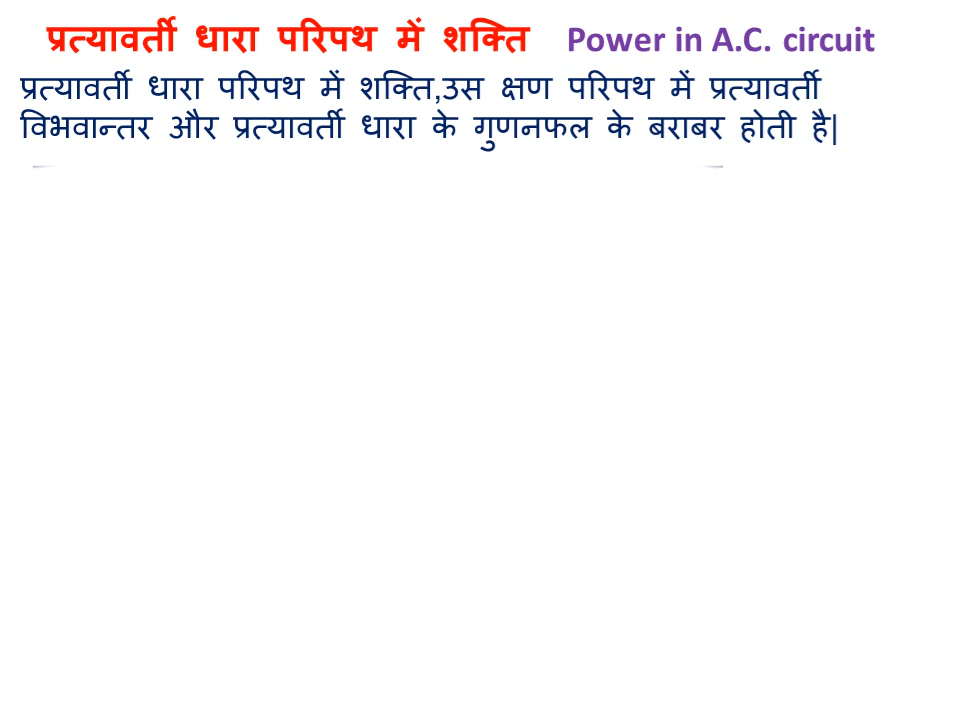 प्रत्यावर्ती धारा परिपथ में शक्ति Power in A.C. circuit
प्रत्यावर्ती धारा परिपथ में शक्ति,उस क्षण परिपथ में प्रत्यावर्ती
विभवान्तर और प्रत्यावर्ती धारा के गुणनफल के बराबर होती है|